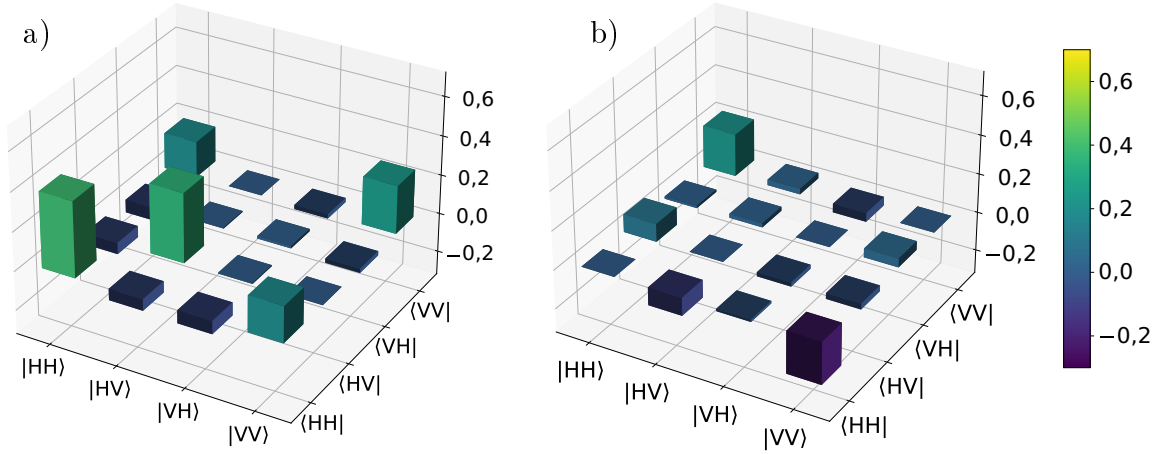 a)
0,6
0,4
0,2
0,0
−0,2
|HH⟩
|HV⟩
|VH⟩
|VV⟩
⟨HH|
⟨HV|
⟨VH|
⟨VV|
b)
0,6
0,4
0,2
0,0
−0,2
|HH⟩
|HV⟩
|VH⟩
|VV⟩
⟨HH|
⟨HV|
⟨VH|
⟨VV|
0,6
0,4
0,2
0,0
−0,2